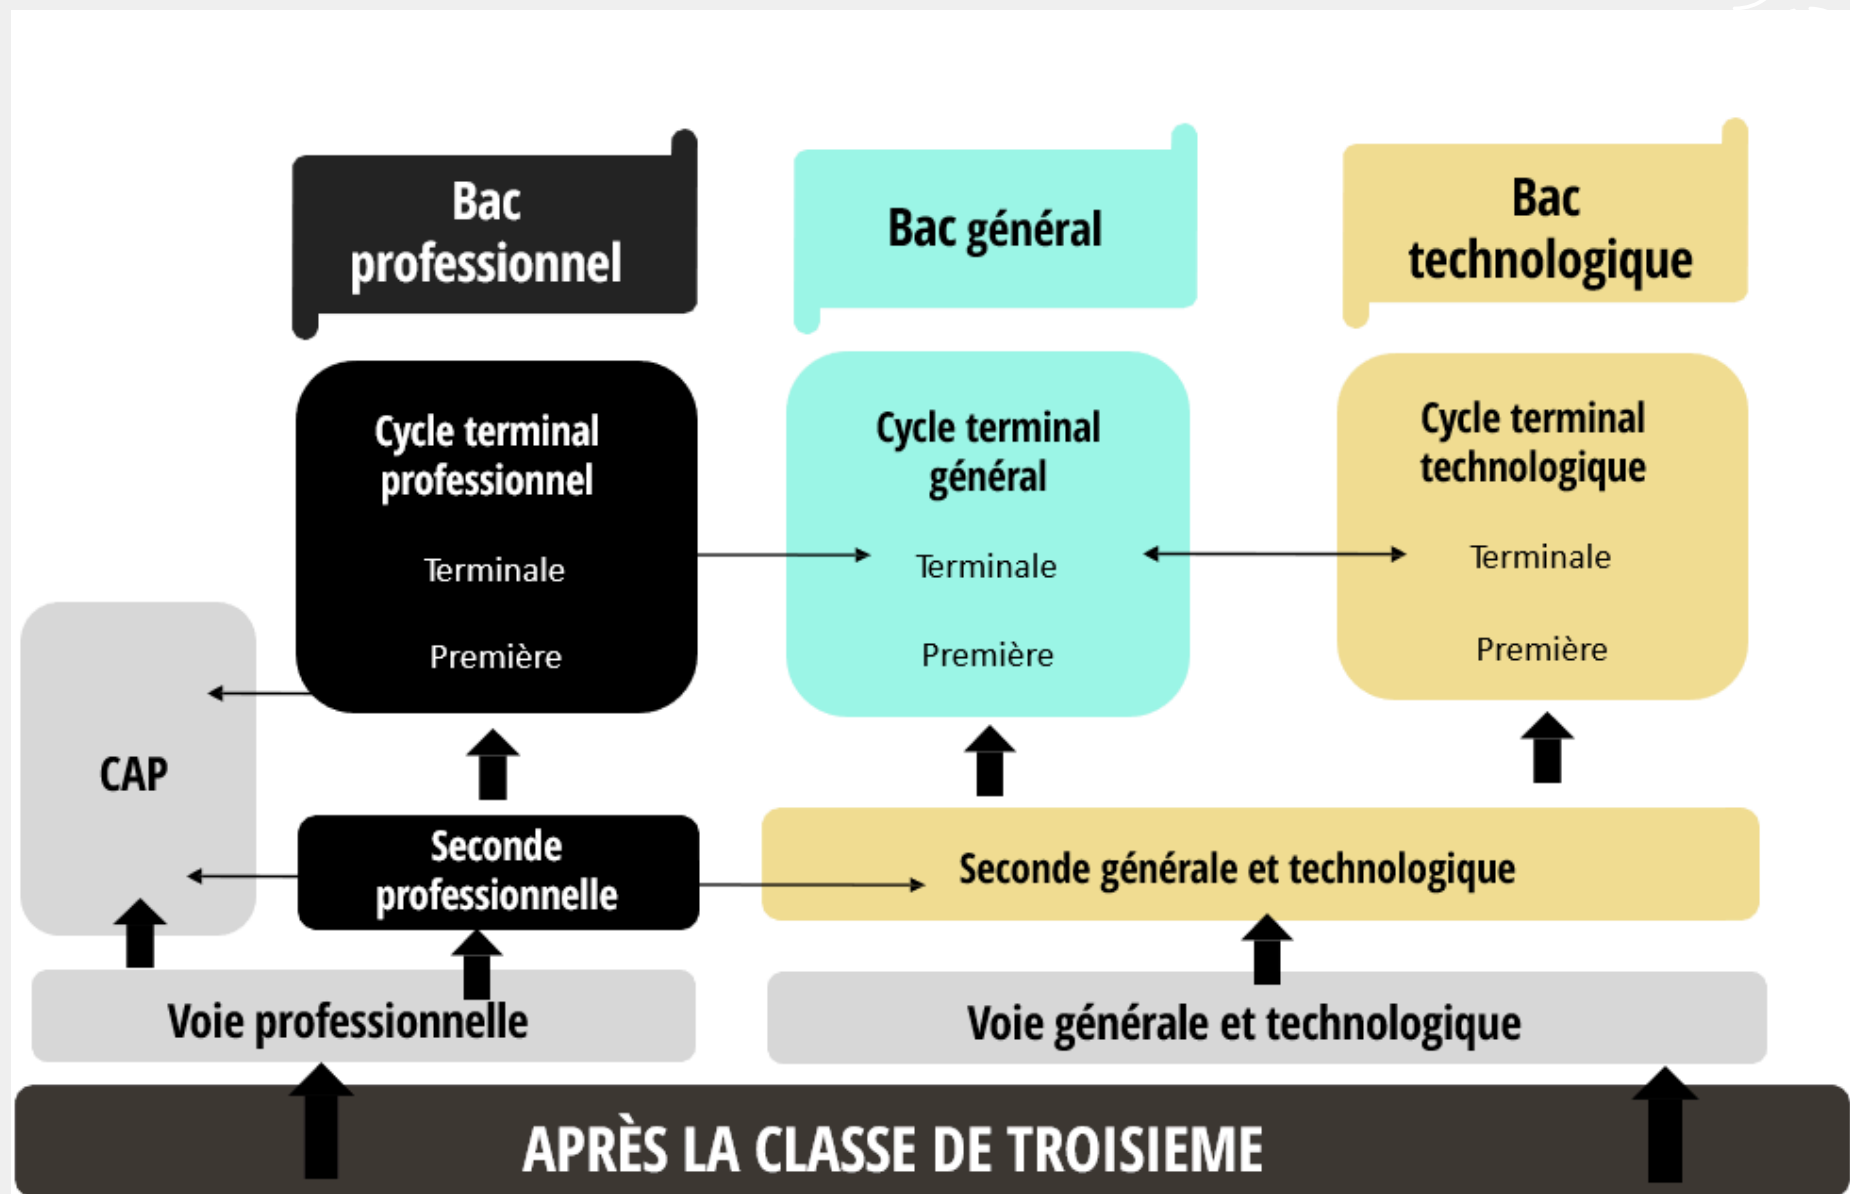 Bac
professionnel
Bac général
Bac
technologique
Cycle terminal
professionnel
Terminale
Première
Cycle terminal
général
Terminale
Première
Cycle terminal
technologique
Terminale
Première
CAP
Seconde
professionnelle
Seconde générale et technologique
Voie professionnelle
Voie générale et technologique
APRÈS LA CLASSE DE TROISIEME